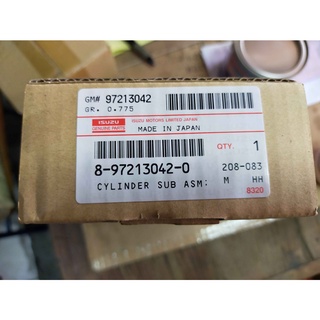 GM# 97213042
GR. 0.775
ISUZU
GENUINE PARTS
ISUZU MOTORS LIMITED JAPAN
MADE IN JAPAN
QTY. 1
8-97213042-0
208-083
CYLINDER SUB ASM:
M HH
8320